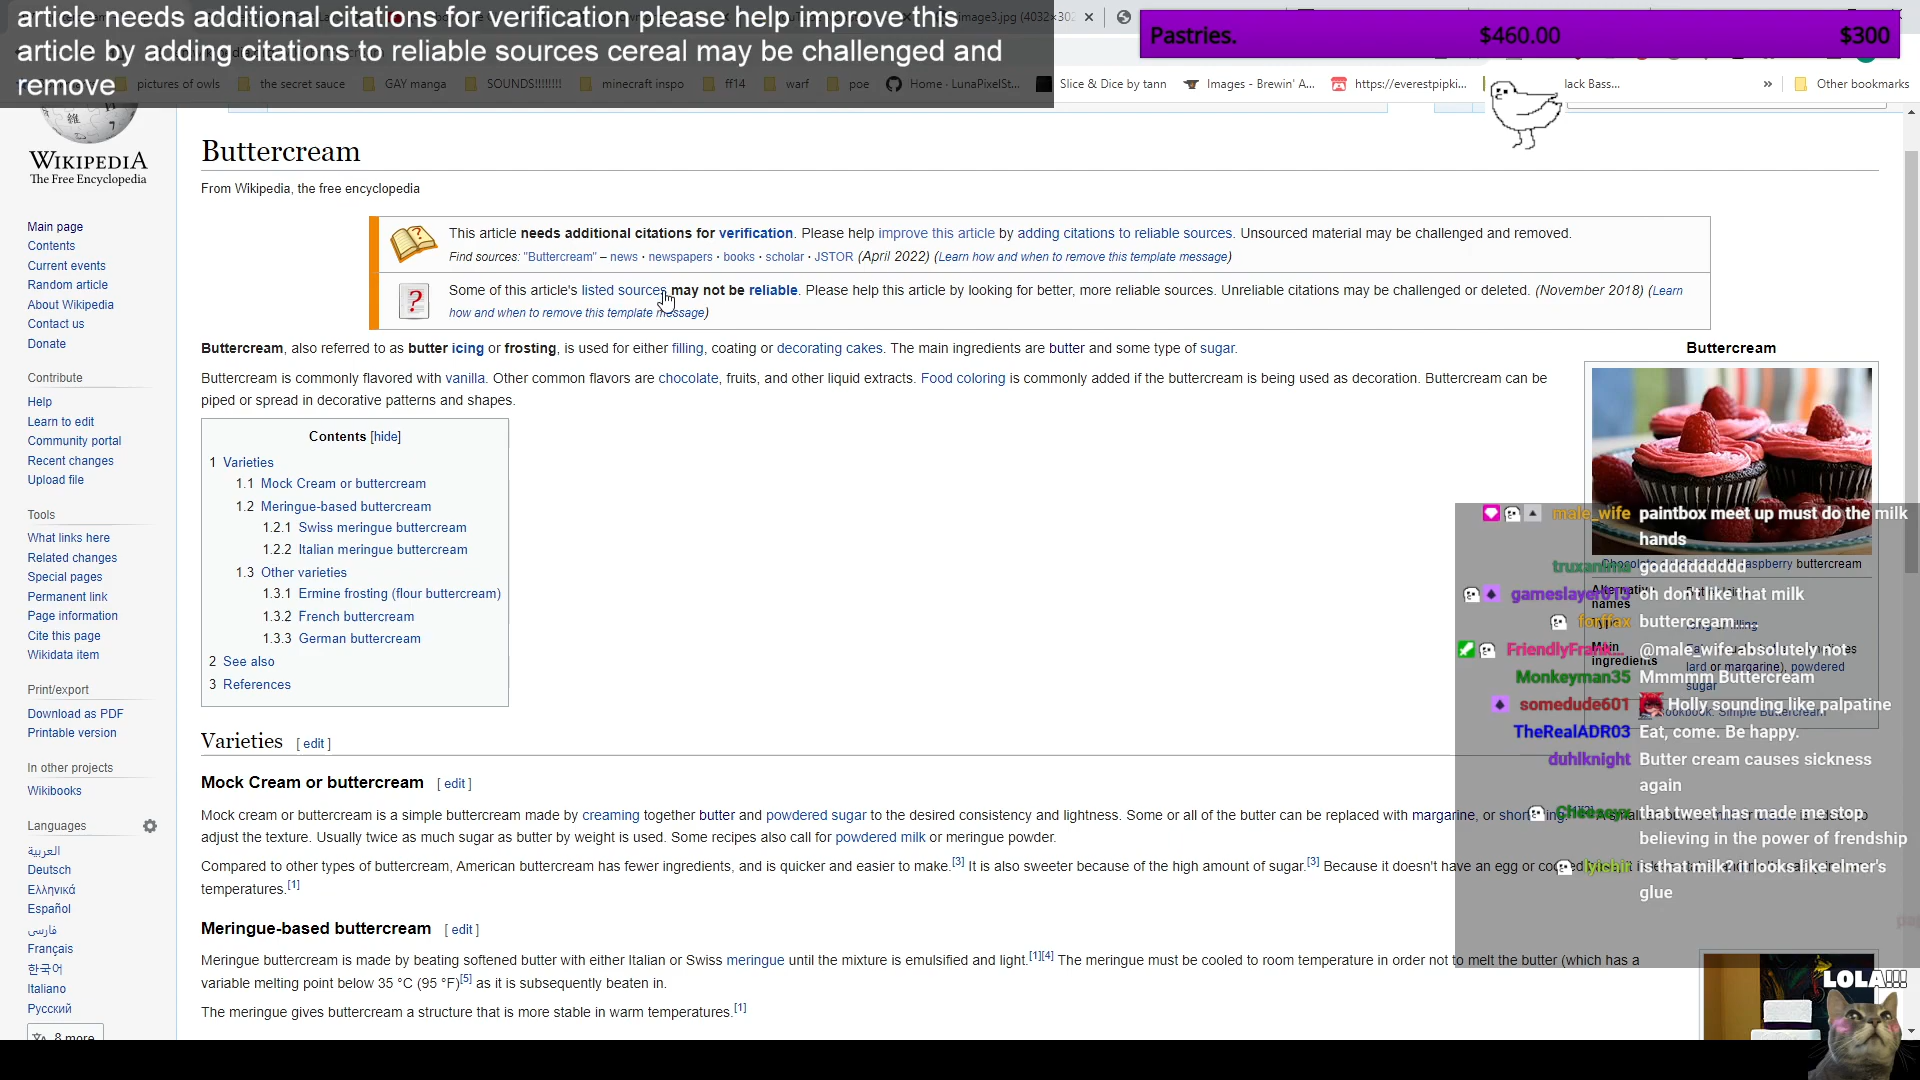 article needs additional citations for verification please help improve this
article by adding citations to reliable sources cereal may be challenged and
remove
image3.jpg (4032×302
Pastries. $460.00 $300
pictures of owls the secret sauce GAY manga SOUNDS!!!!!!!! minecraft inspo ff14 warf poe Home · LunaPixelSt... Slice & Dice by tann Images - Brewin' A... https://everestpipki... lack Bass... » Other bookmarks
WIKIPEDIA
The Free Encyclopedia
Main page
Contents
Current events
Random article
About Wikipedia
Contact us
Donate
Contribute
Help
Learn to edit
Community portal
Recent changes
Upload file
Tools
What links here
Related changes
Special pages
Permanent link
Page information
Cite this page
Wikidata item
Print/export
Download as PDF
Printable version
In other projects
Wikibooks
Languages
العربية
Deutsch
Ελληνικά
Español
فارسی
Français
한국어
Italiano
Русский
8 more
Buttercream
From Wikipedia, the free encyclopedia
This article needs additional citations for verification. Please help improve this article by adding citations to reliable sources. Unsourced material may be challenged and removed.
Find sources: "Buttercream" – news · newspapers · books · scholar · JSTOR (April 2022) (Learn how and when to remove this template message)
Some of this article's listed sources may not be reliable. Please help this article by looking for better, more reliable sources. Unreliable citations may be challenged or deleted. (November 2018) (Learn
how and when to remove this template message)
Buttercream, also referred to as butter icing or frosting, is used for either filling, coating or decorating cakes. The main ingredients are butter and some type of sugar.
Buttercream is commonly flavored with vanilla. Other common flavors are chocolate, fruits, and other liquid extracts. Food coloring is commonly added if the buttercream is being used as decoration. Buttercream can be
piped or spread in decorative patterns and shapes.
Contents [hide]
1 Varieties
1.1 Mock Cream or buttercream
1.2 Meringue-based buttercream
1.2.1 Swiss meringue buttercream
1.2.2 Italian meringue buttercream
1.3 Other varieties
1.3.1 Ermine frosting (flour buttercream)
1.3.2 French buttercream
1.3.3 German buttercream
2 See also
3 References
Varieties [ edit ]
Mock Cream or buttercream [ edit ]
Mock cream or buttercream is a simple buttercream made by creaming together butter and powdered sugar to the desired consistency and lightness. Some or all of the butter can be replaced with margarine, or
adjust the texture. Usually twice as much sugar as butter by weight is used. Some recipes also call for powdered milk or meringue powder.
Compared to other types of buttercream, American buttercream has fewer ingredients, and is quicker and easier to make.[3] It is also sweeter because of the high amount of sugar.[3] Because it doesn't have an egg or
temperatures.[1]
Meringue-based buttercream [ edit ]
Meringue buttercream is made by beating softened butter with either Italian or Swiss meringue until the mixture is emulsified and light.[1][4] The meringue must be cooled to room temperature in order not to melt the butter (which has a
variable melting point below 35 °C (95 °F)[5] as it is subsequently beaten in.
The meringue gives buttercream a structure that is more stable in warm temperatures.[1]
Buttercream
raspberry buttercream
names
Main
ingredients
lard or margarine), powdered
sugar
Cookbook: Simple Buttercream
male_wife paintbox meet up must do the milk
hands
truxanima godddddddd
gameslayer013 oh don't like that milk
forffax buttercream.....
FriendlyFrank... @male_wife absolutely not
Monkeyman35 Mmmmm Buttercream
somedude601 Holly sounding like palpatine
TheRealADR03 Eat, come. Be happy.
duhlknight Butter cream causes sickness
again
that tweet has made me stop
believing in the power of frendship
is that milk? it looks like elmer's
glue
LOLA!!!